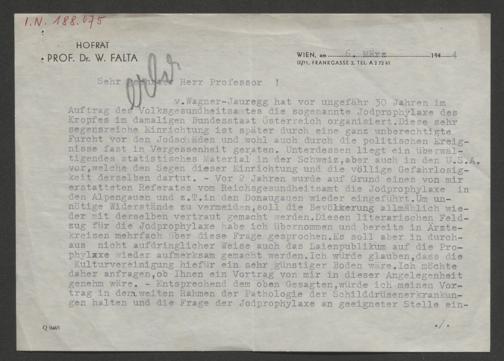 I.N. 188.075
HOFRAT
PROF. Dr. W. FALTA
WIEN, am 6. März 194 4
IX/71, FRANKGASSE 2, TEL. A 2 72 61
Sehr Herr Professor !
v.Wagner-Jauregg hat vor ungefähr 30 Jahren im
Auftrag des Volksgesundheitsamtes die sogenannte Jodprophylaxe des
Kropfes im damaligen Bundesstaat Österreich organisiert.Diese sehr
segensreiche Einrichtung ist später durch eine ganz unberechtigte
Furcht vor den Jodschäden und wohl auch durch die politischen Ereig-
nisse fast in Vergessenheit geraten. Unterdessen liegt ein überwäl-
tigendes statistisches Material in der Schweiz,aber auch in den U.S.A.
vor,welche den Segen dieser Einrichtung und die völlige Gefahrlosig-
keit derselben dartut. - Vor 2 Jahren wurde auf Grund eines von mir
erstatteten Referates vom Reichsgesundheitsamt die Jodprophylaxe in
den Alpengauen und z.T.in den Donaugauen wieder eingeführt.Um un-
nötige Widerstände zu vermeiden,soll die Bevölkerung allmählich wie-
der mit derselben vertraut gemacht werden.Diesen literarischen Feld-
zug für die Jodprophylaxe habe ich übernommen und bereits in Ärzte-
kreisen mehrfach über diese Frage gesprochen.Es soll aber in durch-
aus nicht aufdringlicher Weise auch das Laienpublikum auf die Pro-
phylaxe wieder aufmerksam gemacht werden.Ich würde glauben,dass die
Kulturvereinigung hiefür ein sehr günstiger Boden wäre.Ich möchte
daher anfragen,ob Ihnen ein Vortrag von mir in dieser Angelegenheit
genehm wäre. - Entsprechend dem oben Gesagten,würde ich meinen Vor-
trag in dem weiten Rahmen der Pathologie der Schilddrüsenerkrankun-
gen halten und die Frage der Jodprophylaxe an geeigneter Stelle ein-
./.